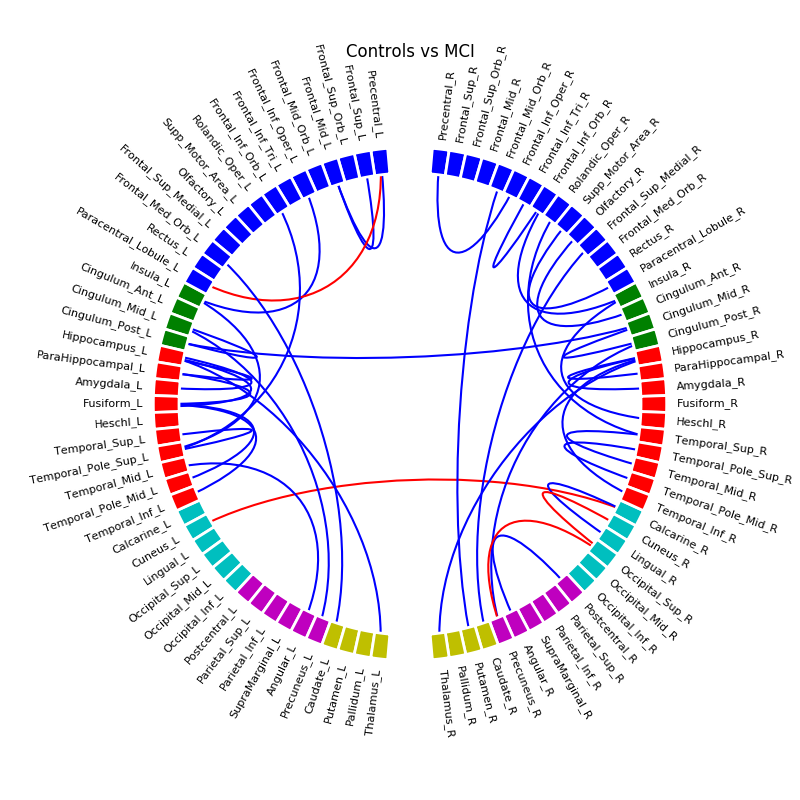 Controls vs MCI
Precentral_L
Frontal_Sup_L
Frontal_Sup_Orb_L
Frontal_Mid_L
Frontal_Mid_Orb_L
Frontal_Inf_Oper_L
Frontal_Inf_Tri_L
Frontal_Inf_Orb_L
Rolandic_Oper_L
Supp_Motor_Area_L
Olfactory_L
Frontal_Sup_Medial_L
Frontal_Med_Orb_L
Rectus_L
Paracentral_Lobule_L
Insula_L
Cingulum_Ant_L
Cingulum_Mid_L
Cingulum_Post_L
Hippocampus_L
ParaHippocampal_L
Amygdala_L
Fusiform_L
Heschl_L
Temporal_Sup_L
Temporal_Pole_Sup_L
Temporal_Mid_L
Temporal_Pole_Mid_L
Temporal_Inf_L
Calcarine_L
Cuneus_L
Lingual_L
Occipital_Sup_L
Occipital_Mid_L
Occipital_Inf_L
Postcentral_L
Parietal_Sup_L
Parietal_Inf_L
SupraMarginal_L
Angular_L
Precuneus_L
Caudate_L
Putamen_L
Pallidum_L
Thalamus_L
Precentral_R
Frontal_Sup_R
Frontal_Sup_Orb_R
Frontal_Mid_R
Frontal_Mid_Orb_R
Frontal_Inf_Oper_R
Frontal_Inf_Tri_R
Frontal_Inf_Orb_R
Rolandic_Oper_R
Supp_Motor_Area_R
Olfactory_R
Frontal_Sup_Medial_R
Frontal_Med_Orb_R
Rectus_R
Paracentral_Lobule_R
Insula_R
Cingulum_Ant_R
Cingulum_Mid_R
Cingulum_Post_R
Hippocampus_R
ParaHippocampal_R
Amygdala_R
Fusiform_R
Heschl_R
Temporal_Sup_R
Temporal_Pole_Sup_R
Temporal_Mid_R
Temporal_Pole_Mid_R
Temporal_Inf_R
Calcarine_R
Cuneus_R
Lingual_R
Occipital_Sup_R
Occipital_Mid_R
Occipital_Inf_R
Postcentral_R
Parietal_Sup_R
Parietal_Inf_R
SupraMarginal_R
Angular_R
Precuneus_R
Caudate_R
Putamen_R
Pallidum_R
Thalamus_R